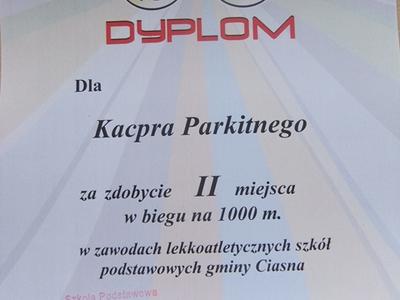 DYPLOM
Dla
Kacpra Parkitnego
za zdobycie II miejsca
w biegu na 1000 m.
w zawodach lekkoatletycznych szkół
podstawowych gminy Ciasna
Szkoła Podstawowa